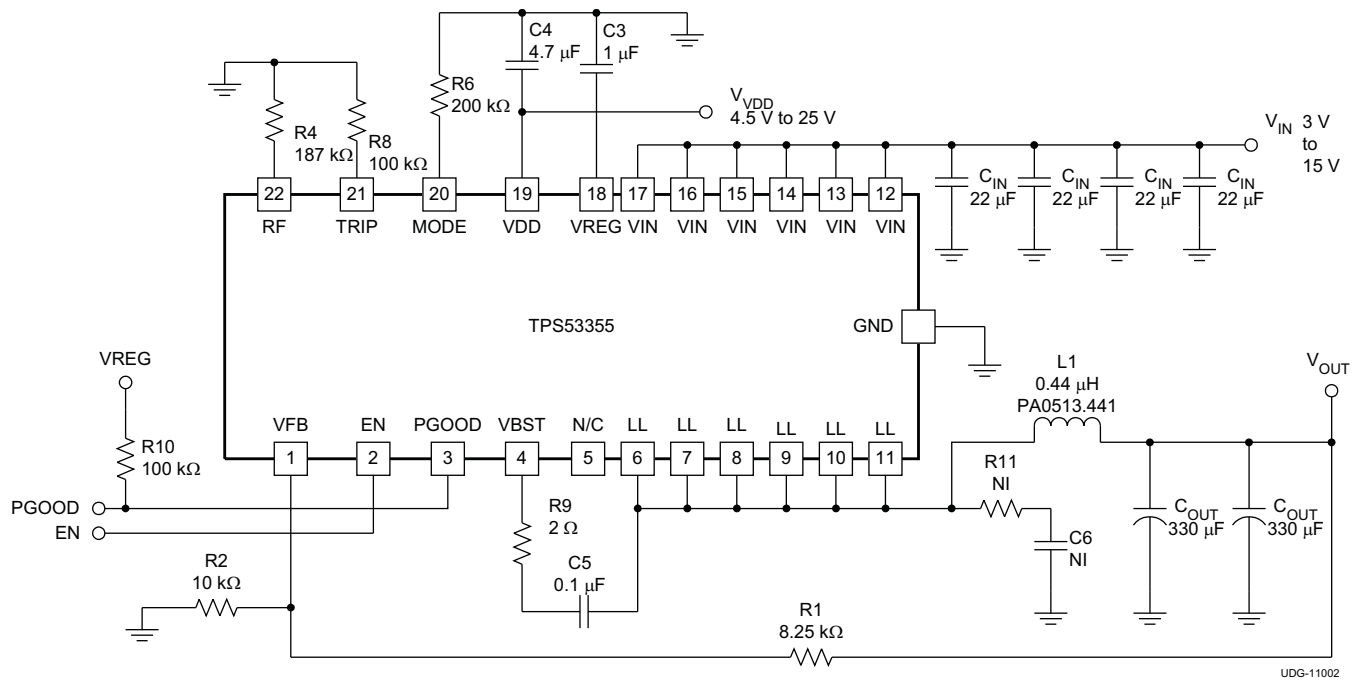 C4
4.7 μF
C3
1 μF
R6
200 kΩ
V_VDD
4.5 V to 25 V
V_IN 3 V
to
15 V
R4
187 kΩ
R8
100 kΩ
C_IN
22 μF
C_IN
22 μF
C_IN
22 μF
C_IN
22 μF
22 21 20 19 18 17 16 15 14 13 12
RF TRIP MODE VDD VREG VIN VIN VIN VIN VIN VIN
TPS53355
GND
VREG
R10
100 kΩ
L1
0.44 μH
PA0513.441
V_OUT
VFB EN PGOOD VBST N/C LL LL LL LL LL LL
1 2 3 4 5 6 7 8 9 10 11
PGOOD
EN
R9
2 Ω
C5
0.1 μF
R11
NI
C6
NI
C_OUT
330 μF
C_OUT
330 μF
R2
10 kΩ
R1
8.25 kΩ
UDG-11002